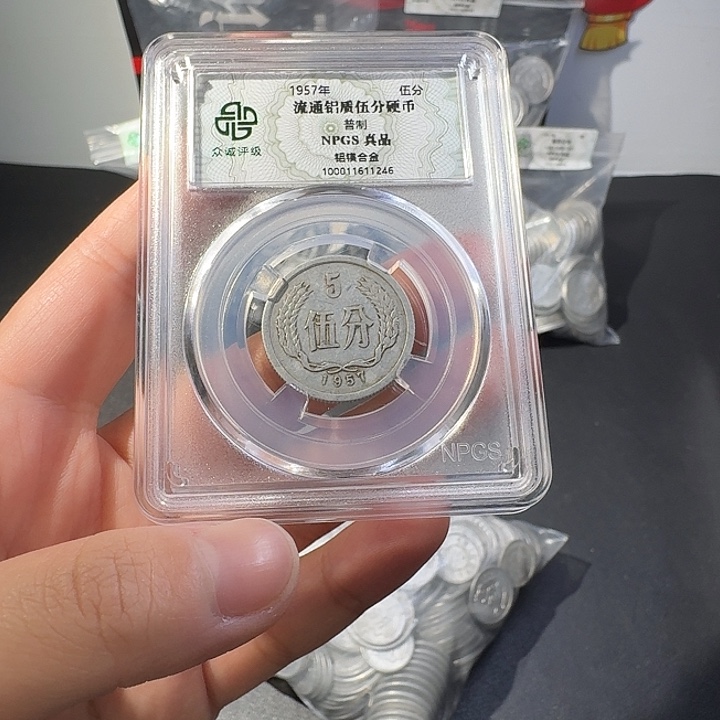 1957年 伍分
流通铝质伍分硬币
普制
NPGS 真品
铝镁合金
100011611246
众诚评级
5
伍分
1957
NPGS